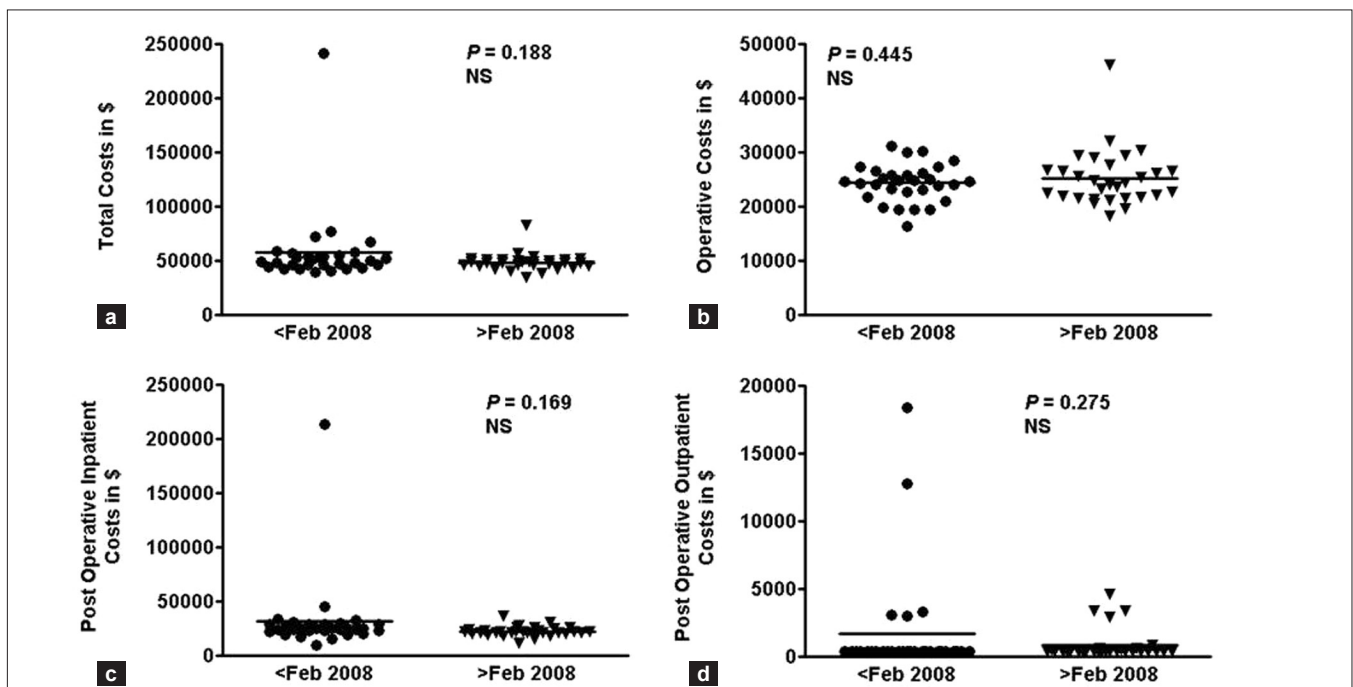 250000
200000
150000
100000
50000
0
Total Costs in $
P = 0.188
NS
<Feb 2008
>Feb 2008
a
50000
40000
30000
20000
10000
0
Operative Costs in $
P = 0.445
NS
<Feb 2008
>Feb 2008
b
250000
200000
150000
100000
50000
0
Post Operative Inpatient
Costs in $
P = 0.169
NS
<Feb 2008
>Feb 2008
c
20000
15000
10000
5000
0
Post Operative Outpatient
Costs in $
P = 0.275
NS
<Feb 2008
>Feb 2008
d